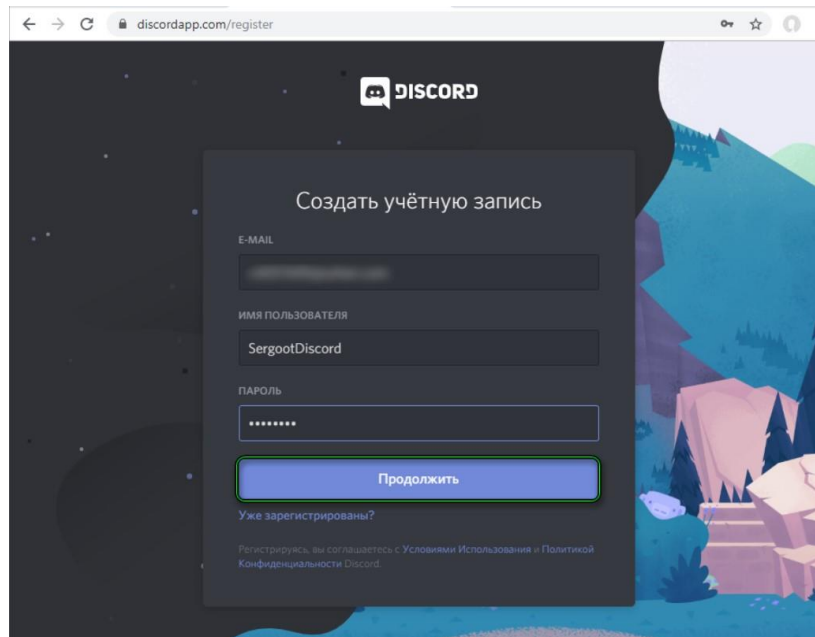 discordapp.com/register
DISCORD
Создать учётную запись
E-MAIL
ИМЯ ПОЛЬЗОВАТЕЛЯ
SergootDiscord
ПАРОЛЬ
••••••••
Продолжить
Уже зарегистрированы?
Регистрируясь, вы соглашаетесь с Условиями Использования и Политикой
Конфиденциальности Discord.